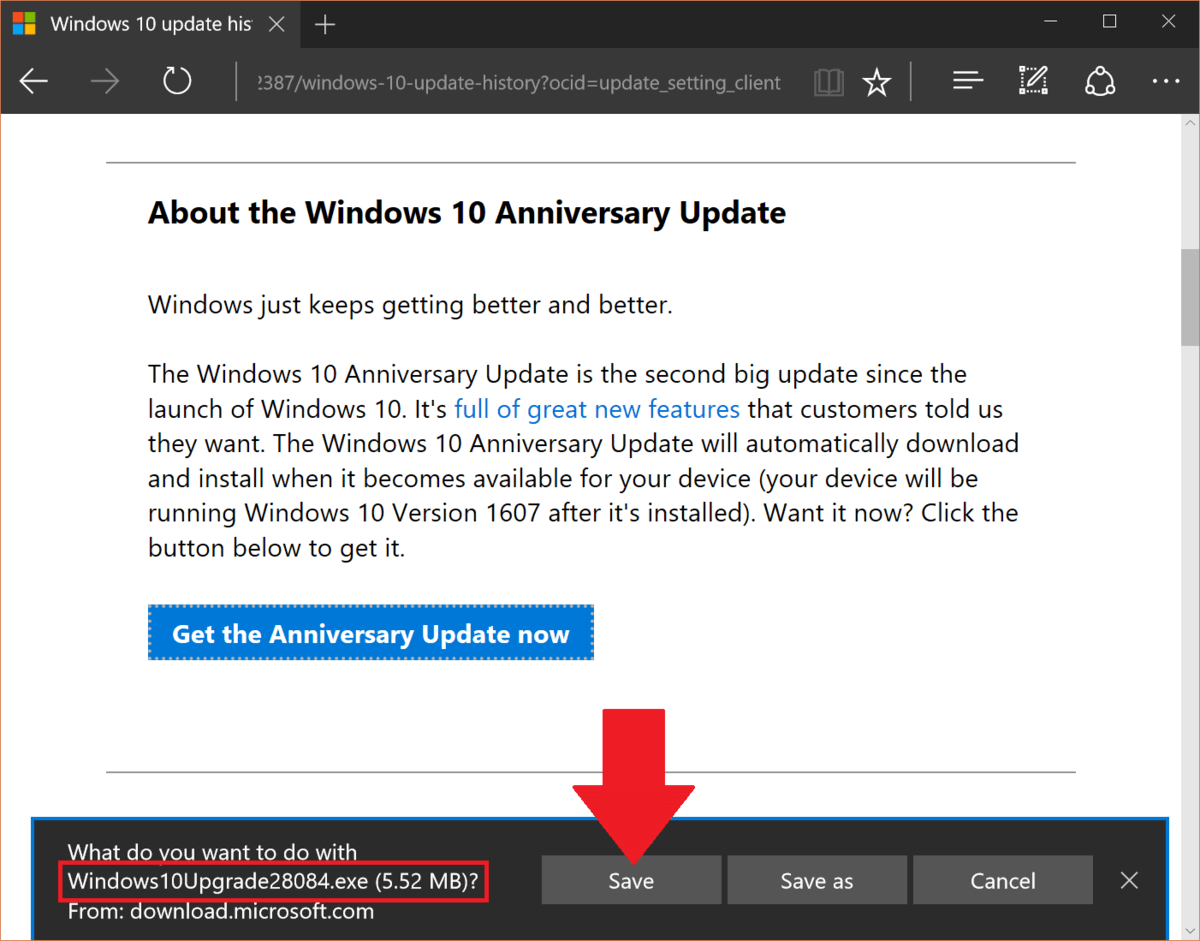 Windows 10 update his
2387/windows-10-update-history?ocid=update_setting_client
About the Windows 10 Anniversary Update
Windows just keeps getting better and better.
The Windows 10 Anniversary Update is the second big update since the
launch of Windows 10. It's full of great new features that customers told us
they want. The Windows 10 Anniversary Update will automatically download
and install when it becomes available for your device (your device will be
running Windows 10 Version 1607 after it's installed). Want it now? Click the
button below to get it.
Get the Anniversary Update now
What do you want to do with
Windows10Upgrade28084.exe (5.52 MB)?
From: download.microsoft.com
Save
Save as
Cancel